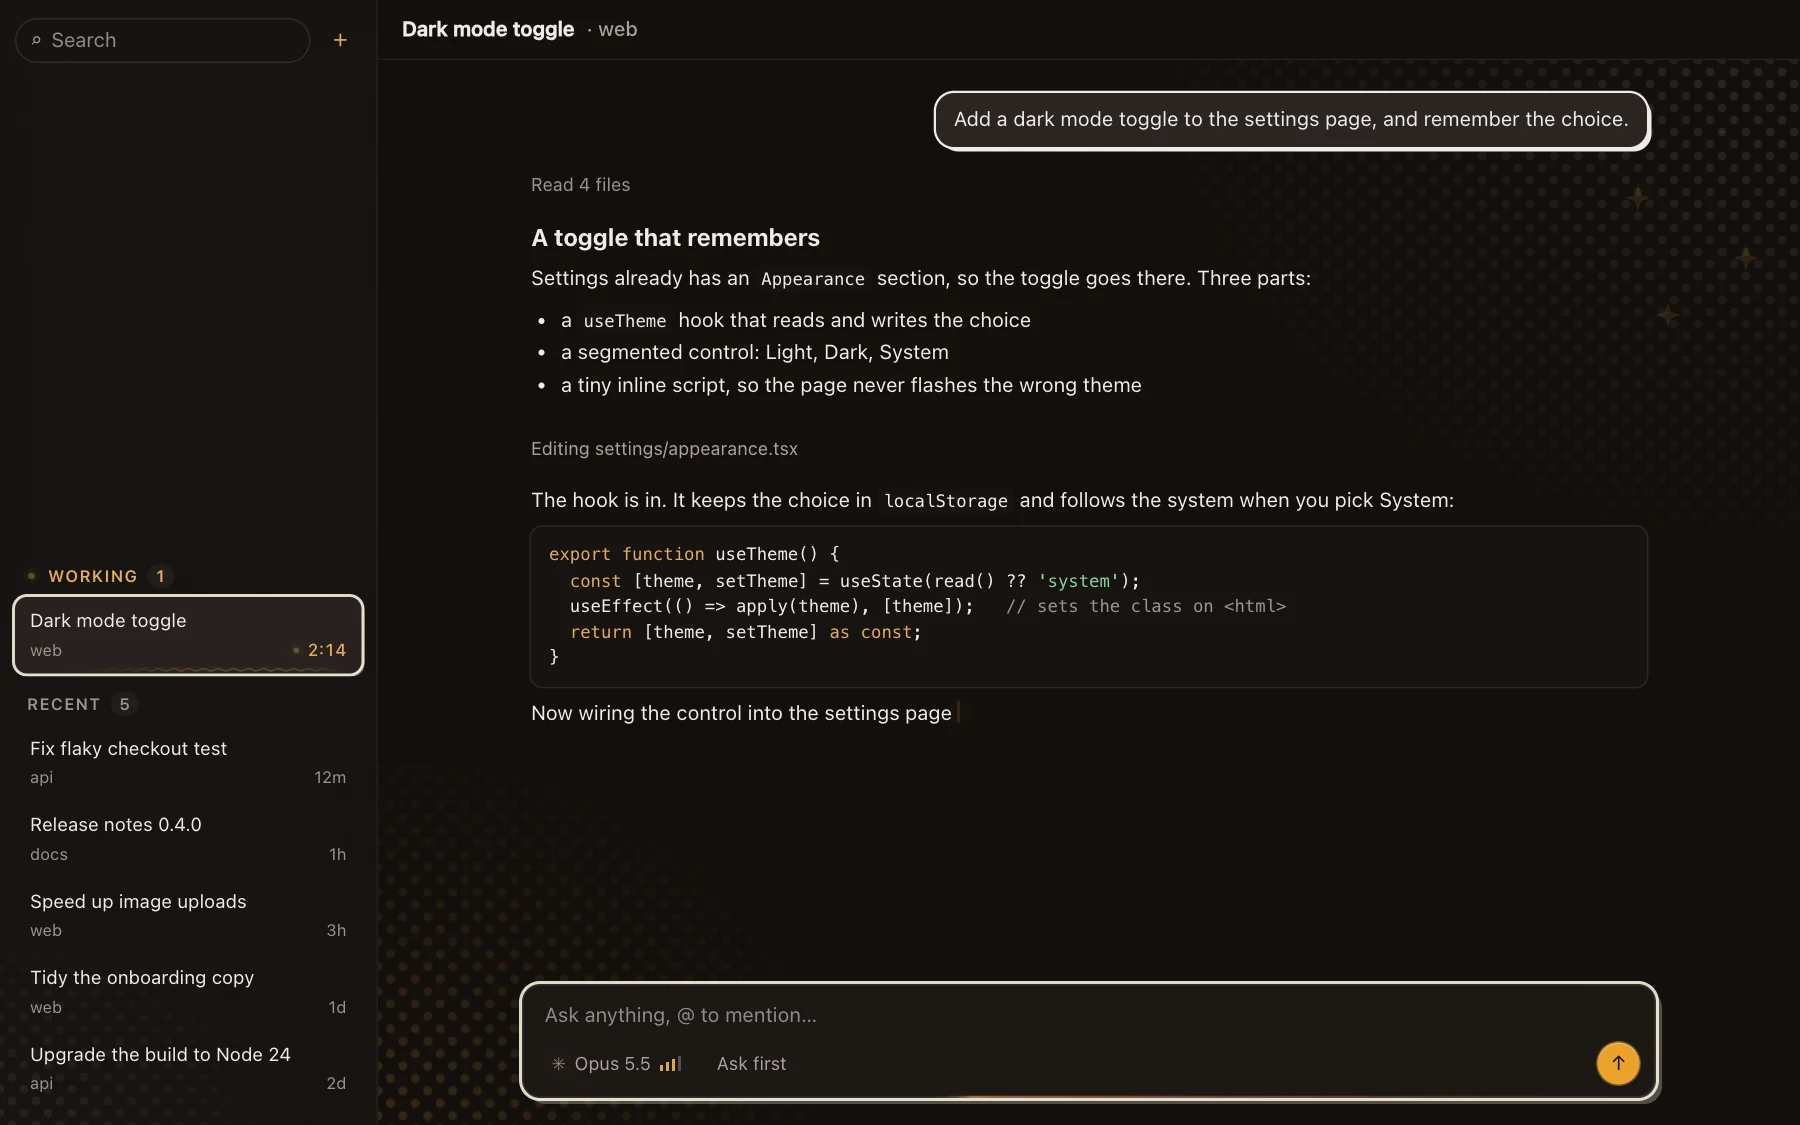 Search
+
WORKING 1
Dark mode toggle
web 2:14
RECENT 5
Fix flaky checkout test
api 12m
Release notes 0.4.0
docs 1h
Speed up image uploads
web 3h
Tidy the onboarding copy
web 1d
Upgrade the build to Node 24
api 2d
Dark mode toggle · web
Add a dark mode toggle to the settings page, and remember the choice.
Read 4 files
A toggle that remembers
Settings already has an Appearance section, so the toggle goes there. Three parts:
• a useTheme hook that reads and writes the choice
• a segmented control: Light, Dark, System
• a tiny inline script, so the page never flashes the wrong theme
Editing settings/appearance.tsx
The hook is in. It keeps the choice in localStorage and follows the system when you pick System:
export function useTheme() {
  const [theme, setTheme] = useState(read() ?? 'system');
  useEffect(() => apply(theme), [theme]);   // sets the class on <html>
  return [theme, setTheme] as const;
}
Now wiring the control into the settings page
Ask anything, @ to mention...
Opus 5.5 Ask first